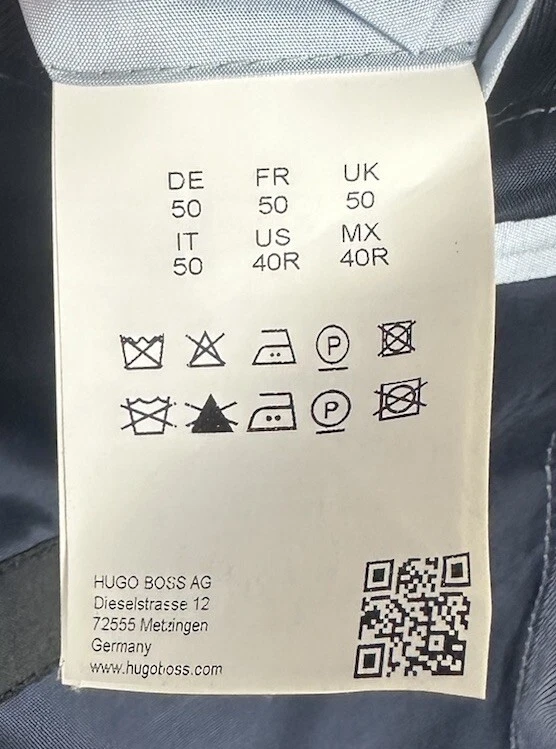 DE FR UK
50 50 50
IT US MX
50 40R 40R
P
P
HUGO BOSS AG
Dieselstrasse 12
72555 Metzingen
Germany
www.hugoboss.com